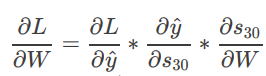 ∂L/∂W = ∂L/∂ŷ * ∂ŷ/∂s₃₀ * ∂s₃₀/∂W